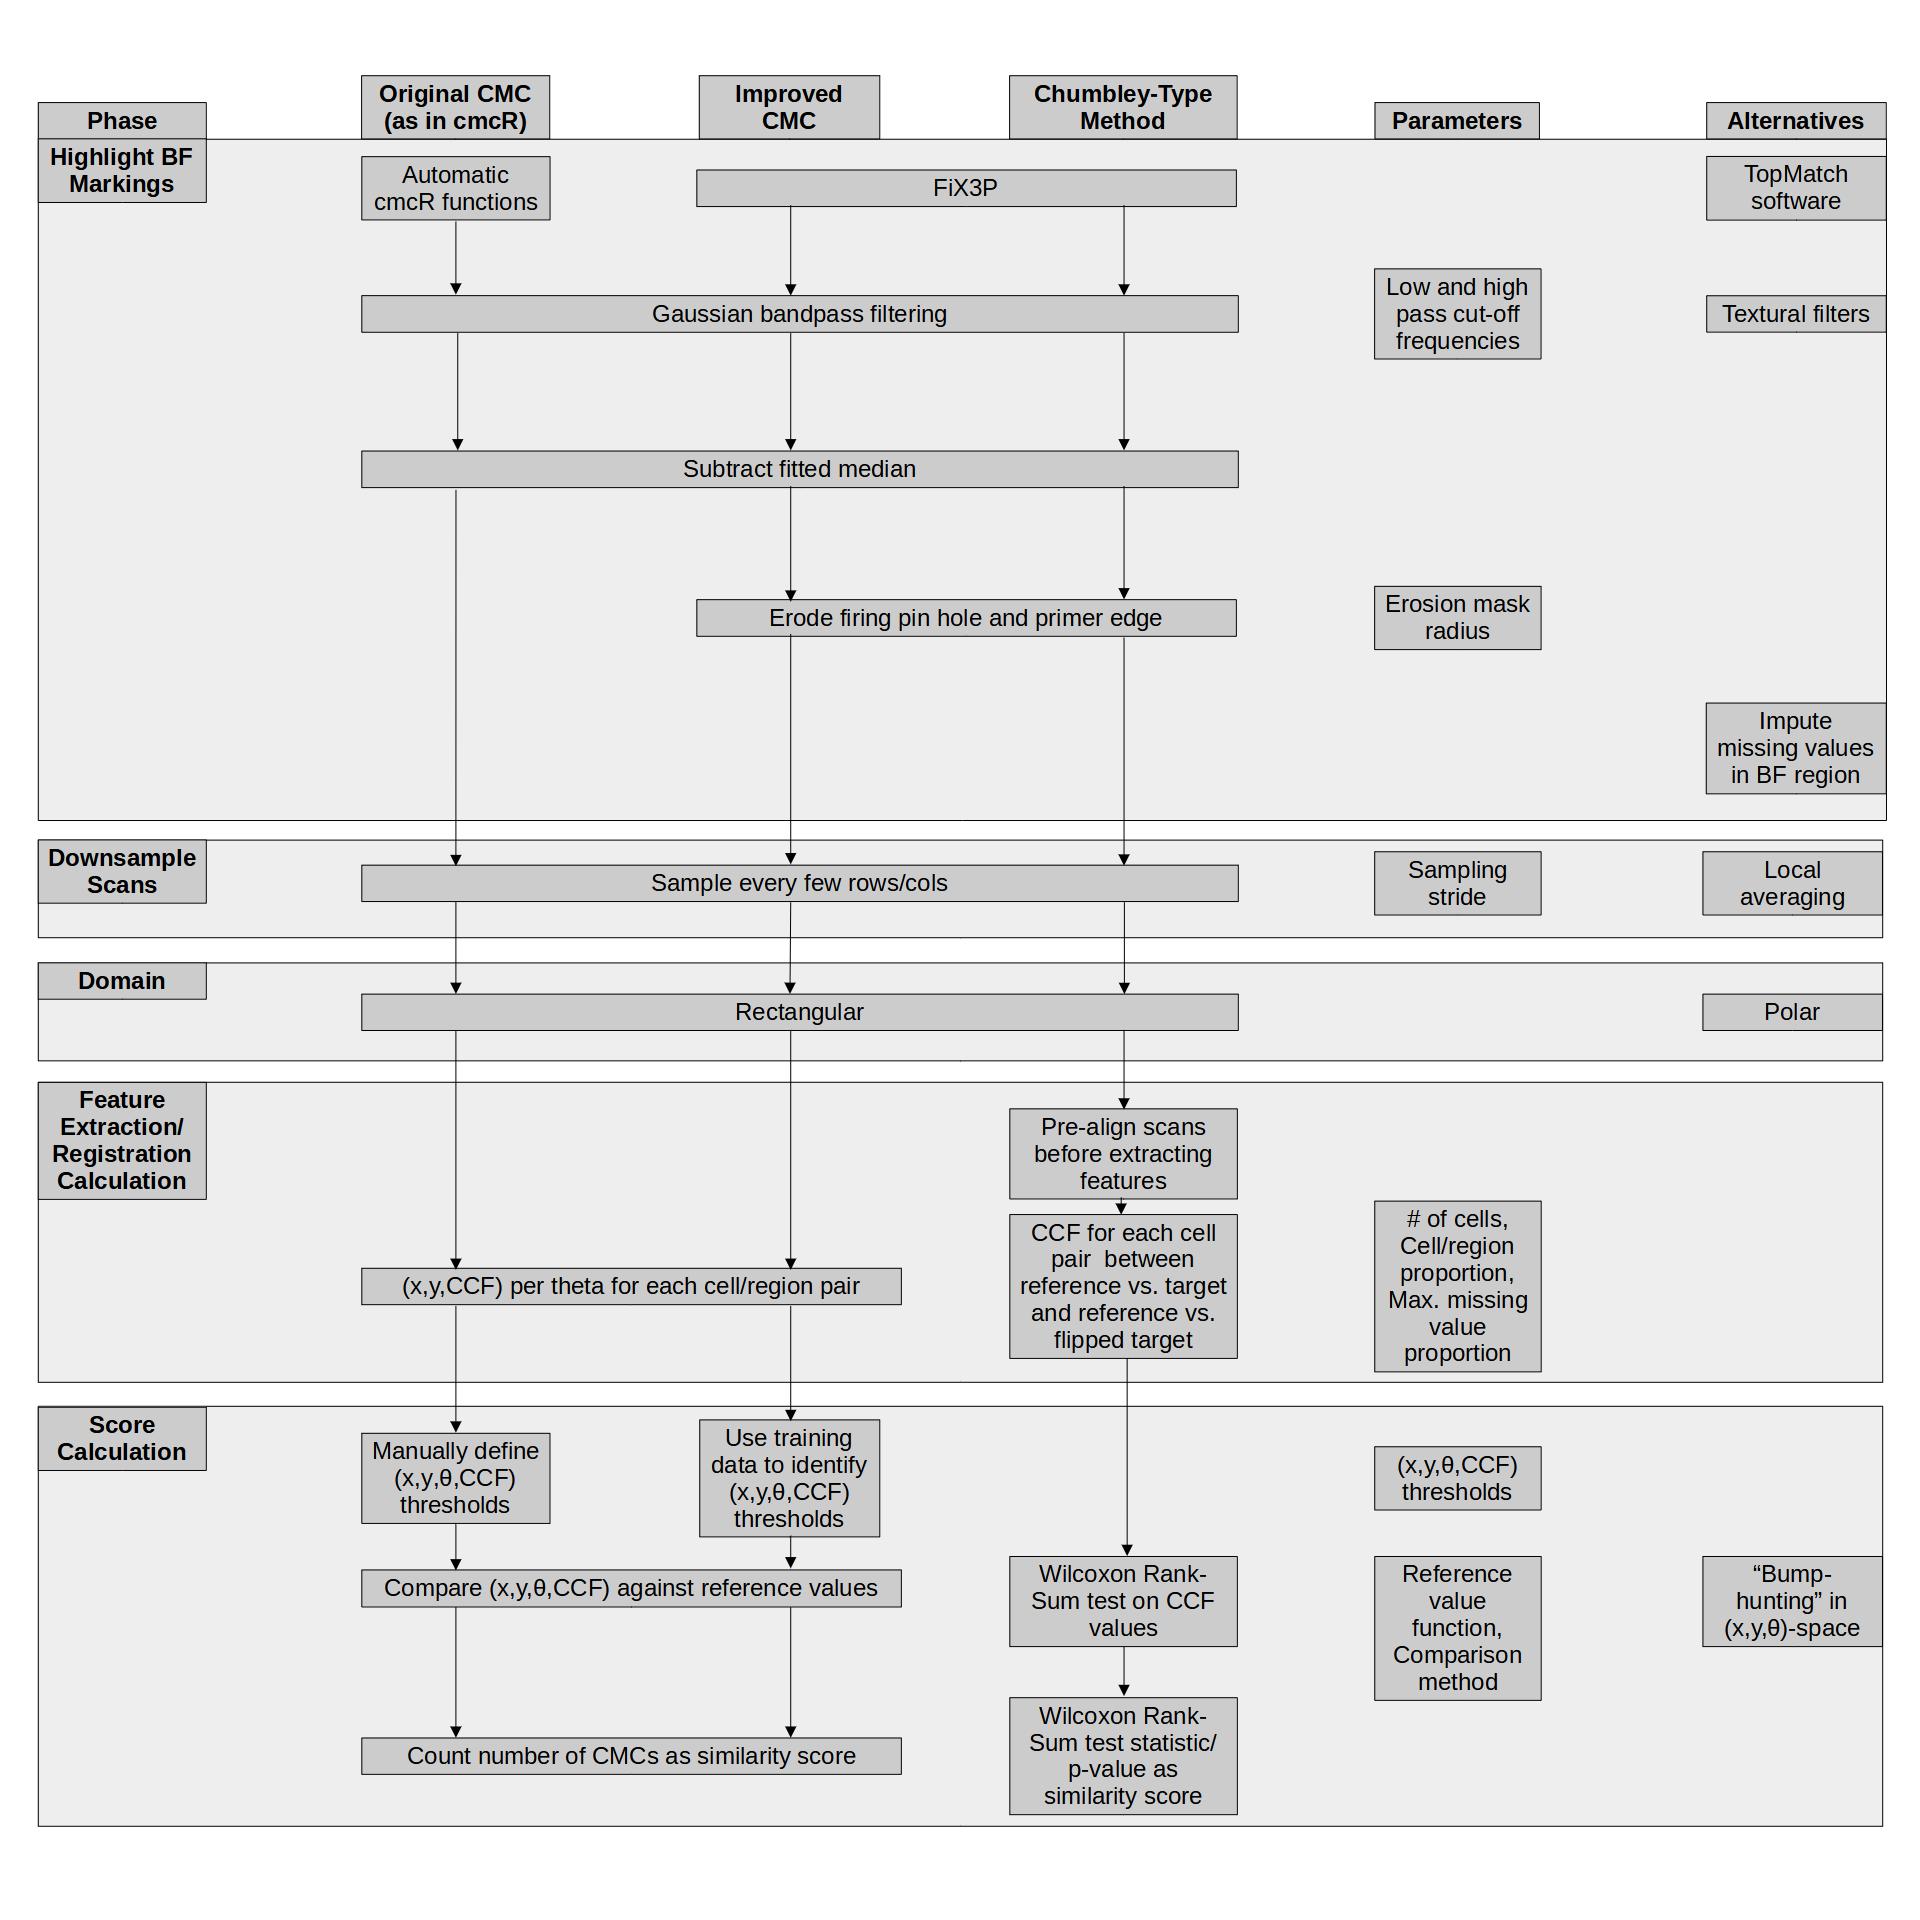 Phase
Original CMC
(as in cmcR)
Improved
CMC
Chumbley-Type
Method
Parameters
Alternatives
Highlight BF
Markings
Automatic
cmcR functions
FiX3P
TopMatch
software
Gaussian bandpass filtering
Low and high
pass cut-off
frequencies
Textural filters
Subtract fitted median
Erode firing pin hole and primer edge
Erosion mask
radius
Impute
missing values
in BF region
Downsample
Scans
Sample every few rows/cols
Sampling
stride
Local
averaging
Domain
Rectangular
Polar
Feature
Extraction/
Registration
Calculation
Pre-align scans
before extracting
features
(x,y,CCF) per theta for each cell/region pair
CCF for each cell
pair  between
reference vs. target
and reference vs.
flipped target
# of cells,
Cell/region
proportion,
Max. missing
value
proportion
Score
Calculation
Manually define
(x,y,θ,CCF)
thresholds
Use training
data to identify
(x,y,θ,CCF)
thresholds
(x,y,θ,CCF)
thresholds
Compare (x,y,θ,CCF) against reference values
Wilcoxon Rank-
Sum test on CCF
values
Reference
value
function,
Comparison
method
“Bump-
hunting” in
(x,y,θ)-space
Count number of CMCs as similarity score
Wilcoxon Rank-
Sum test statistic/
p-value as
similarity score